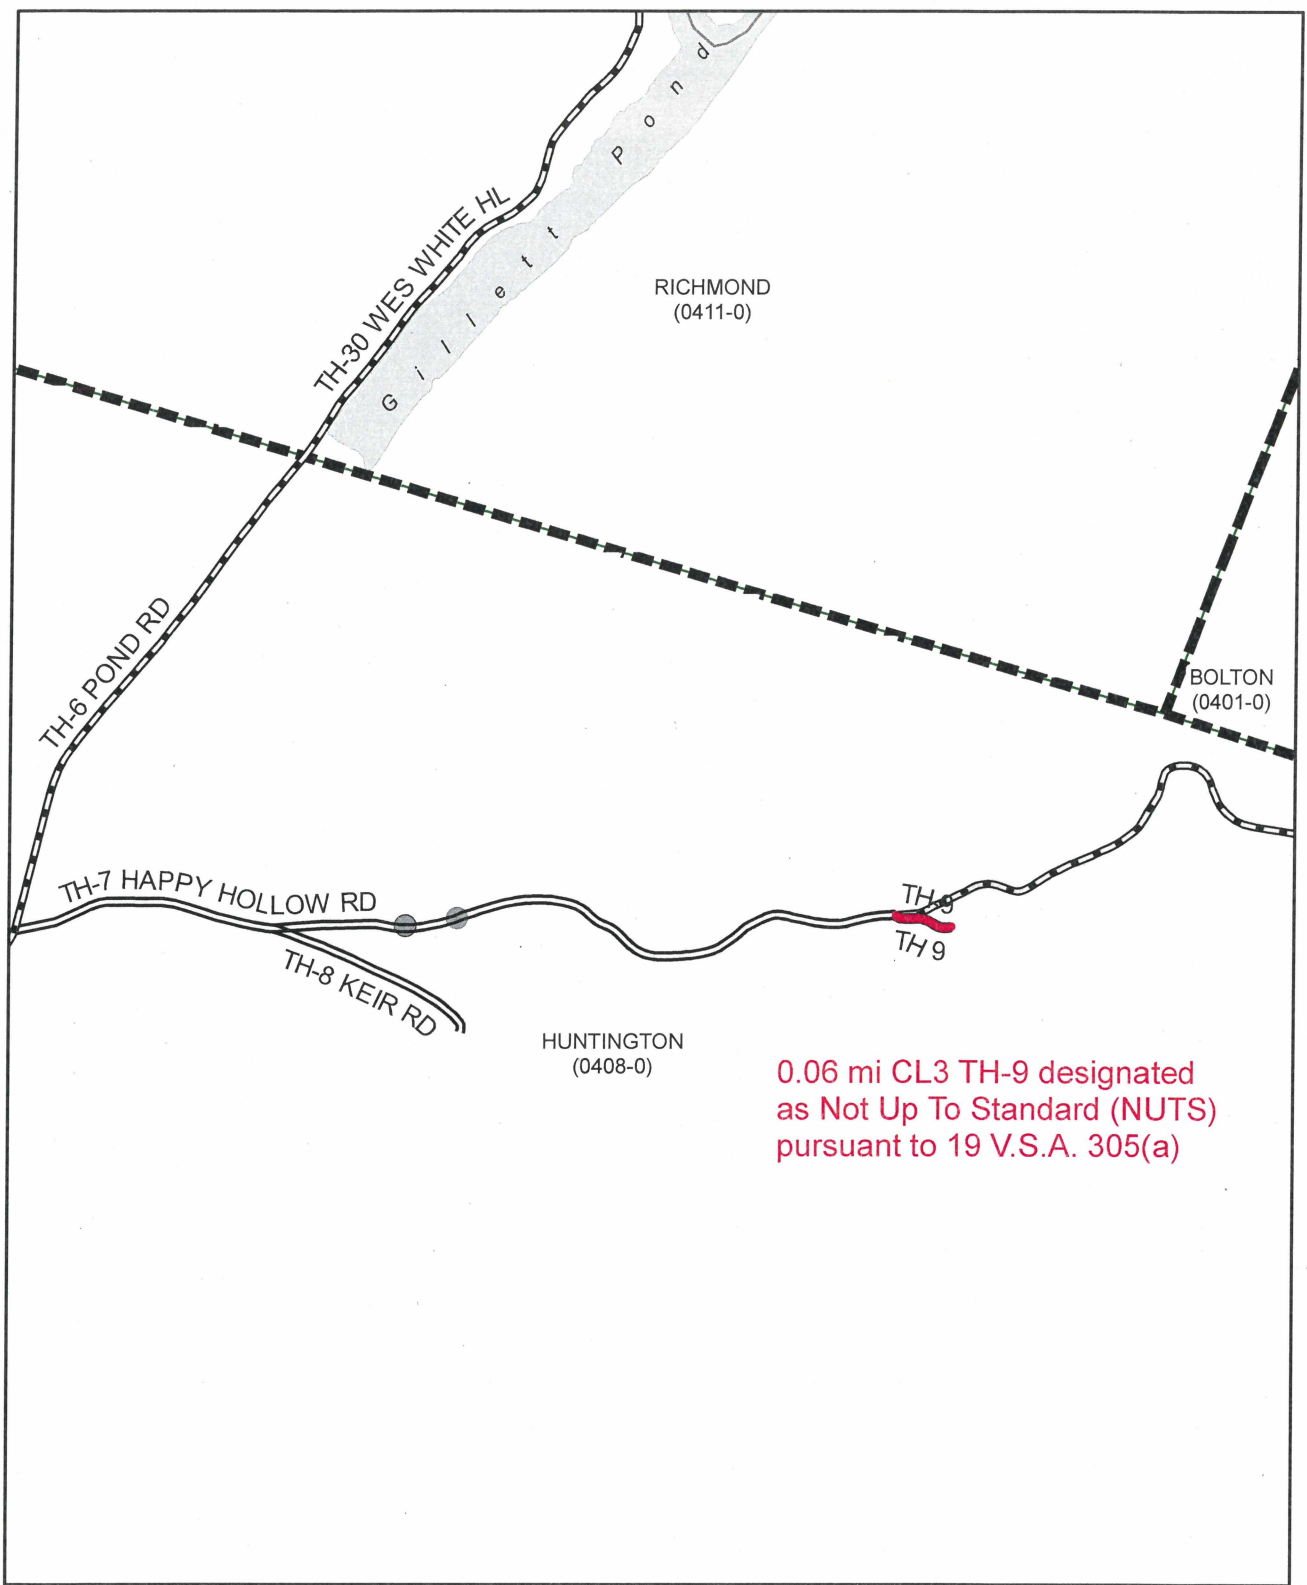 Gillett Pond
TH-30 WES WHITE HL
RICHMOND
(0411-0)
TH-6 POND RD
BOLTON
(0401-0)
TH-7 HAPPY HOLLOW RD
TH-9
TH 9
TH-8 KEIR RD
HUNTINGTON
(0408-0)
0.06 mi CL3 TH-9 designated
as Not Up To Standard (NUTS)
pursuant to 19 V.S.A. 305(a)